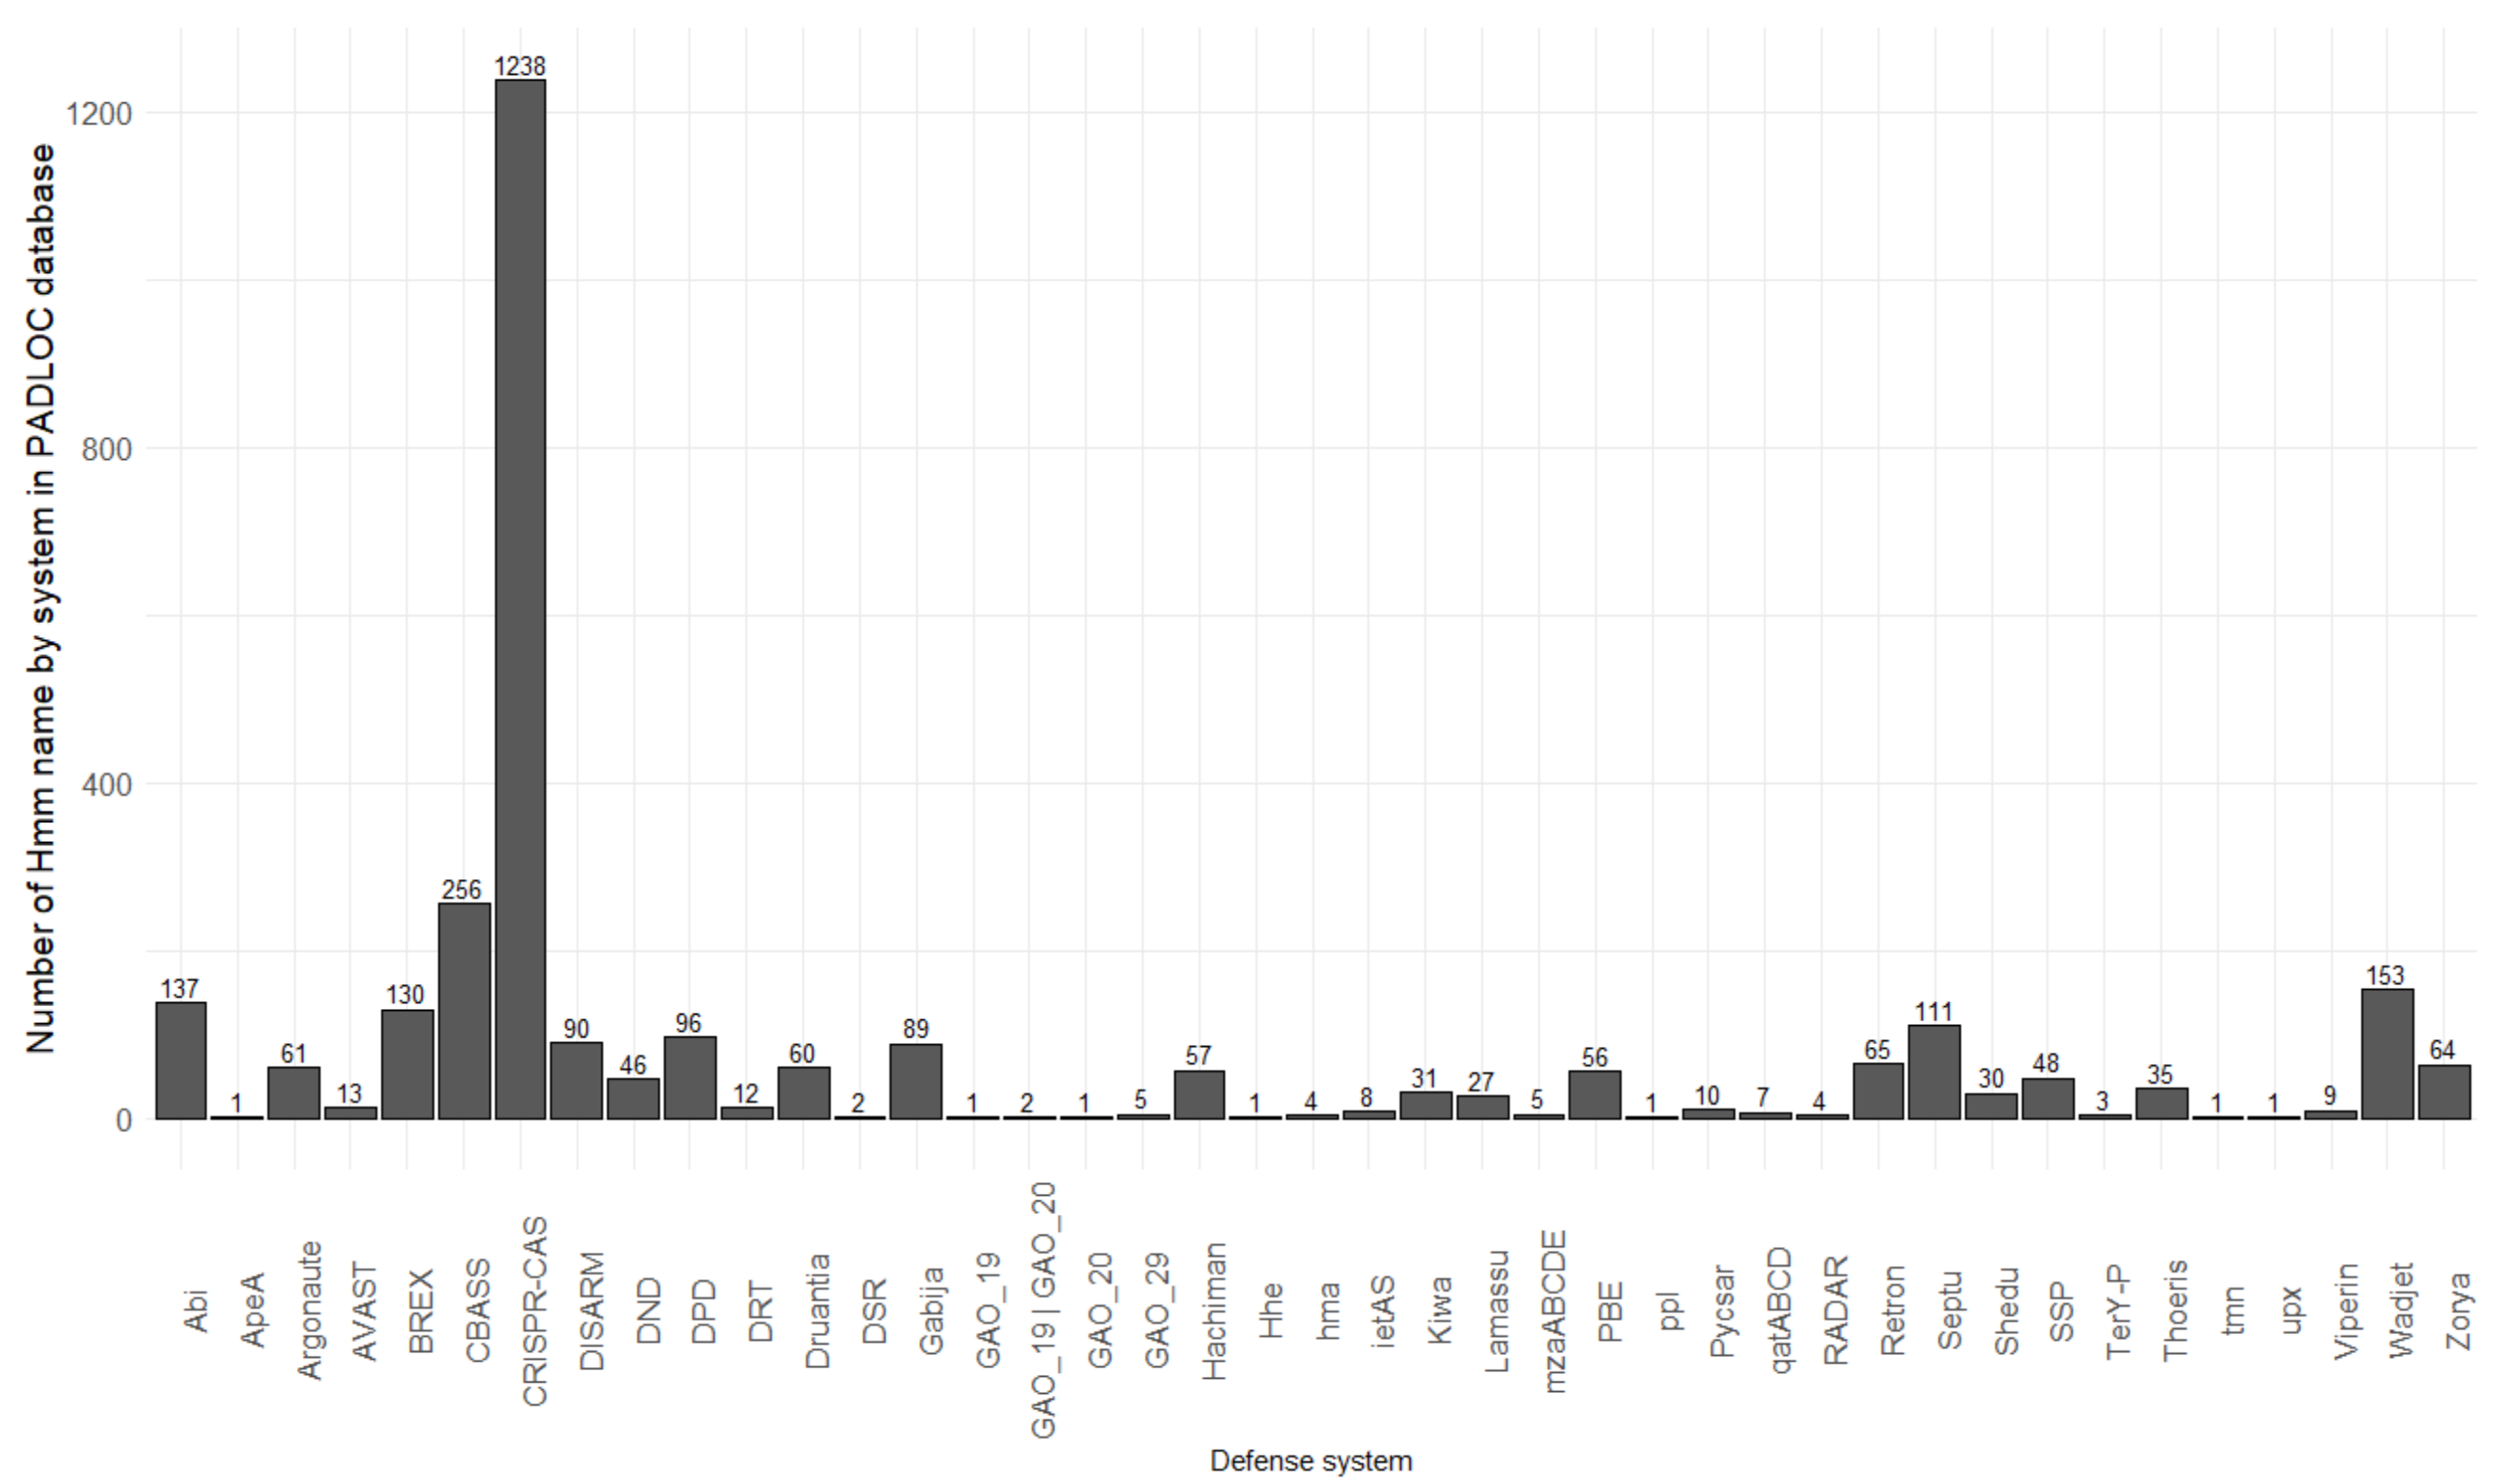 Number of Hmm name by system in PADLOC database
1200
800
400
0
137
1
61
13
130
256
1238
90
46
96
12
60
2
89
1
2
1
5
57
1
4
8
31
27
5
56
1
10
7
4
65
111
30
48
3
35
1
1
9
153
64
Abi
ApeA
Argonaute
AVAST
BREX
CBASS
CRISPR-CAS
DISARM
DND
DPD
DRT
Druantia
DSR
Gabija
GAO_19
GAO_19 | GAO_20
GAO_20
GAO_29
Hachiman
Hhe
hma
ietAS
Kiwa
Lamassu
mzaABCDE
PBE
ppl
Pycsar
qatABCD
RADAR
Retron
Septu
Shedu
SSP
TerY-P
Thoeris
tmn
upx
Viperin
Wadjet
Zorya
Defense system